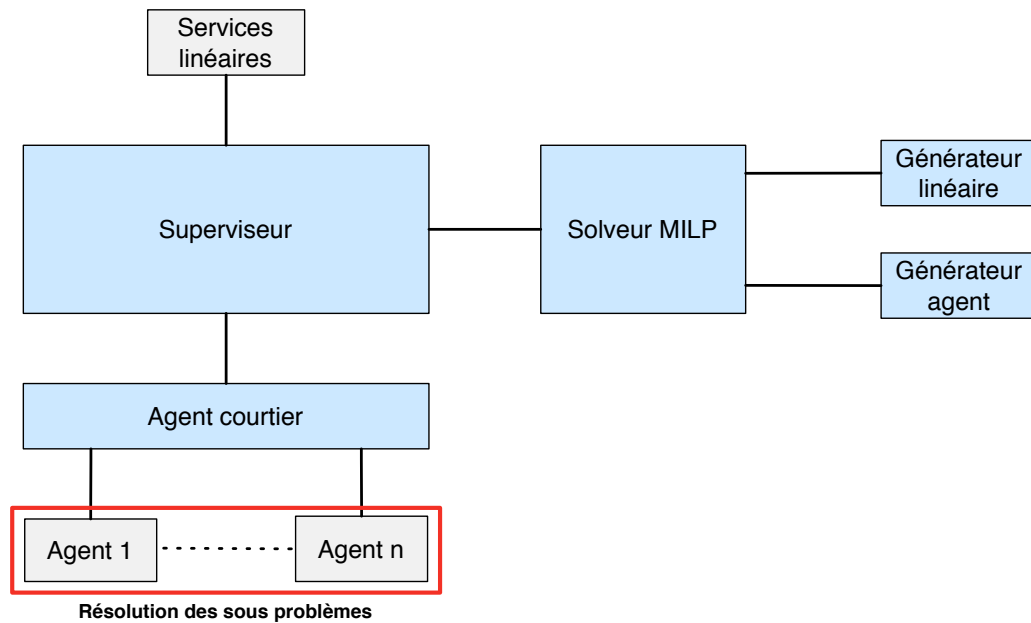 Services
linéaires
Superviseur
Solveur MILP
Générateur
linéaire
Générateur
agent
Agent courtier
Agent 1
Agent n
Résolution des sous problèmes